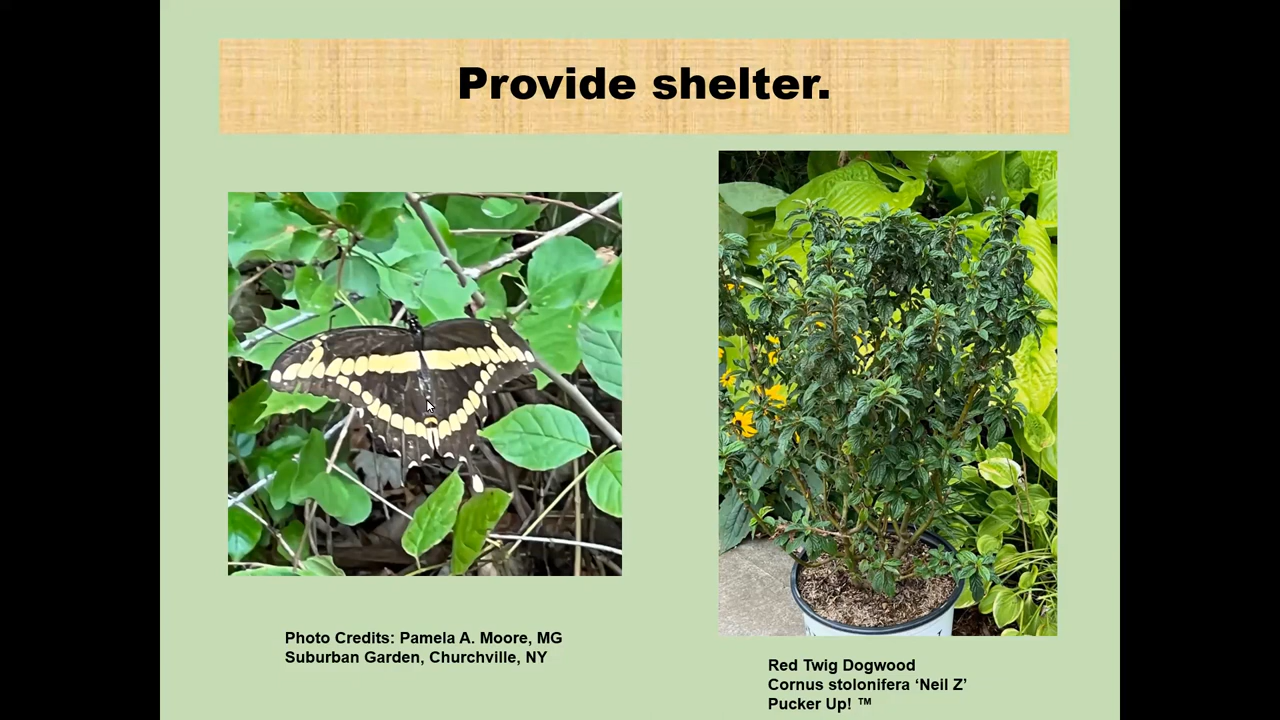 Provide shelter.
Photo Credits: Pamela A. Moore, MG
Suburban Garden, Churchville, NY
Red Twig Dogwood
Cornus stolonifera ‘Neil Z’
Pucker Up! ™